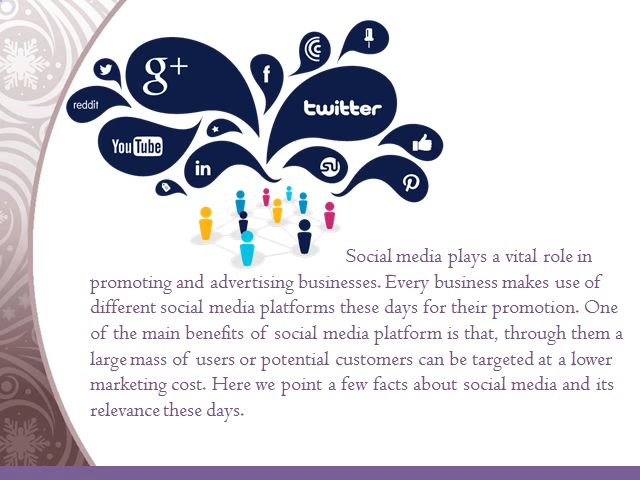 g+
f
reddit
twitter
YouTube
in
Social media plays a vital role in
promoting and advertising businesses. Every business makes use of
different social media platforms these days for their promotion. One
of the main benefits of social media platform is that, through them a
large mass of users or potential customers can be targeted at a lower
marketing cost. Here we point a few facts about social media and its
relevance these days.